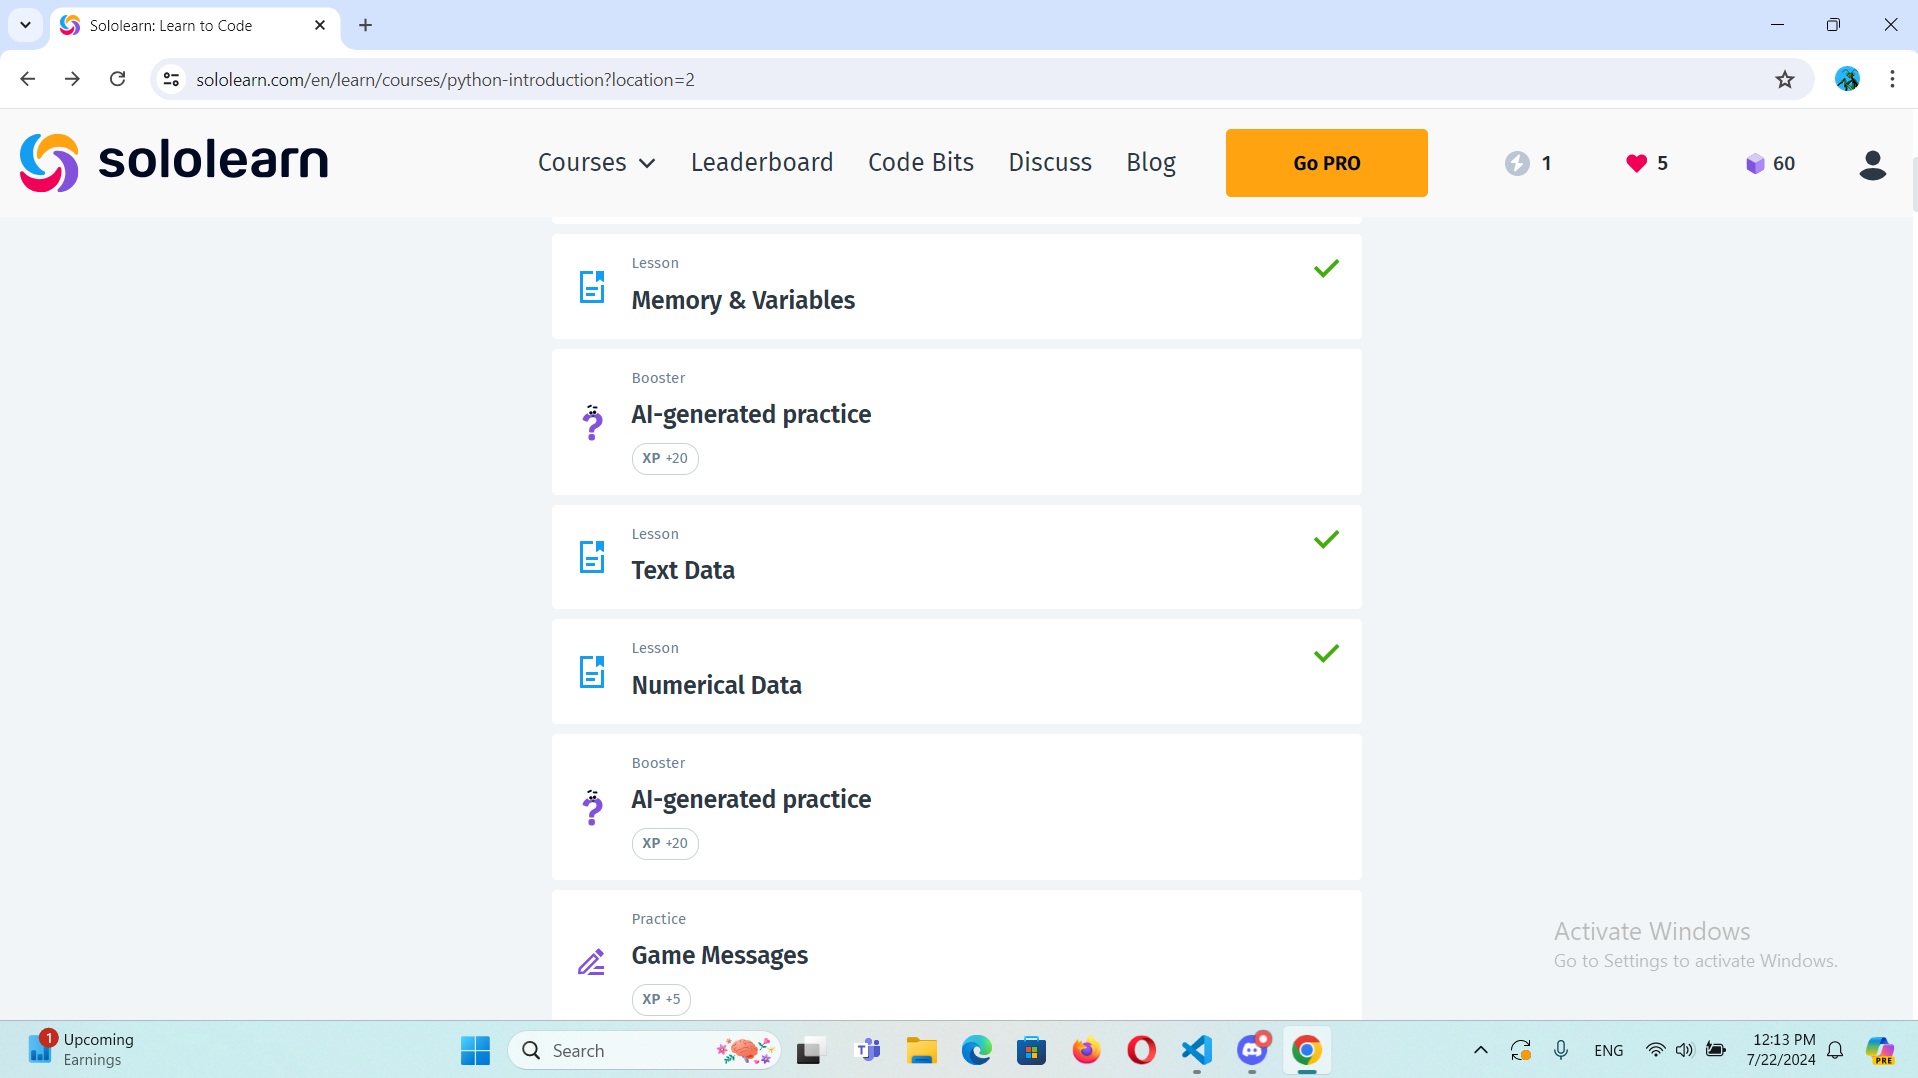 Sololearn: Learn to Code
sololearn.com/en/learn/courses/python-introduction?location=2
sololearn
Courses Leaderboard Code Bits Discuss Blog Go PRO 1 5 60
Lesson
Memory & Variables
Booster
AI-generated practice
XP +20
Lesson
Text Data
Lesson
Numerical Data
Booster
AI-generated practice
XP +20
Practice
Game Messages
XP +5
Activate Windows
Go to Settings to activate Windows.
1
Upcoming
Earnings
Search
ENG
12:13 PM
7/22/2024
PRE